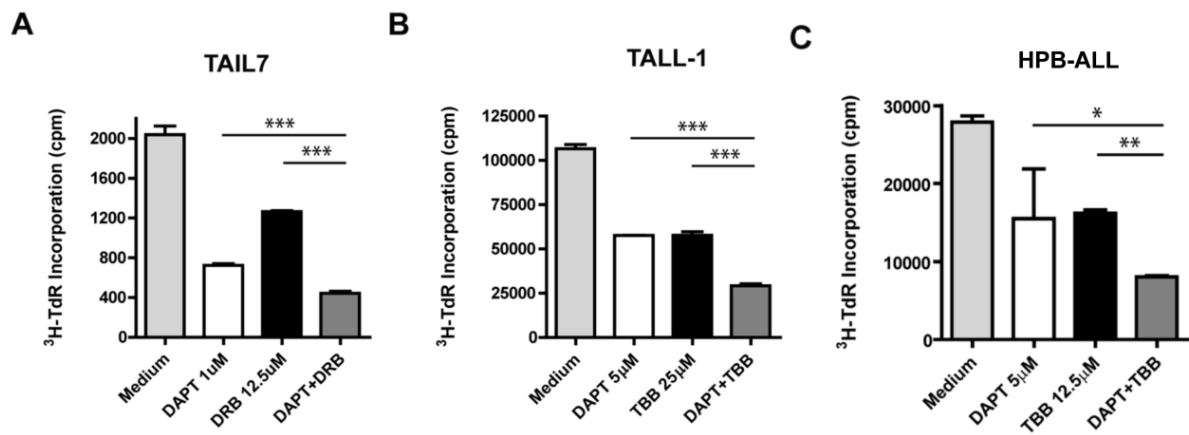 A
TAIL7
³H-TdR Incorporation (cpm)
2000
1600
1200
800
400
0
***
***
Medium
DAPT 1uM
DRB 12.5uM
DAPT+DRB
B
TALL-1
³H-TdR Incorporation (cpm)
125000
100000
75000
50000
25000
0
***
***
Medium
DAPT 5μM
TBB 25μM
DAPT+TBB
C
HPB-ALL
³H-TdR Incorporation (cpm)
30000
20000
10000
0
*
**
Medium
DAPT 5μM
TBB 12.5μM
DAPT+TBB